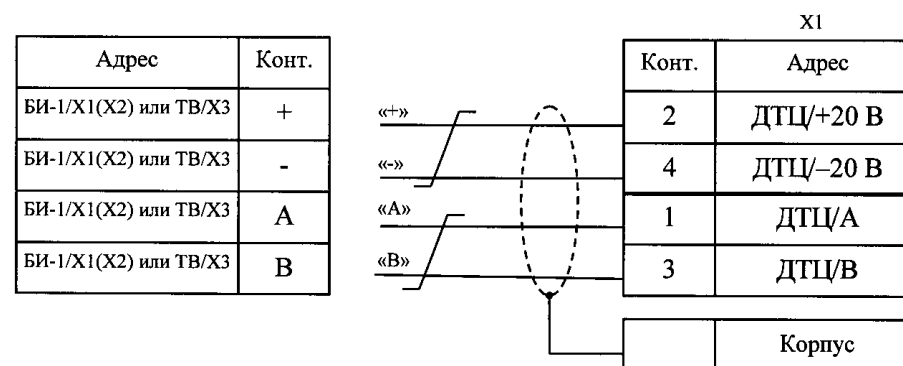 X1
Адрес Конт.
БИ-1/X1(X2) или ТВ/X3 +
БИ-1/X1(X2) или ТВ/X3 -
БИ-1/X1(X2) или ТВ/X3 A
БИ-1/X1(X2) или ТВ/X3 B
«+»
«-»
«A»
«B»
Конт. Адрес
2 ДТЦ/+20 В
4 ДТЦ/–20 В
1 ДТЦ/A
3 ДТЦ/B
Корпус